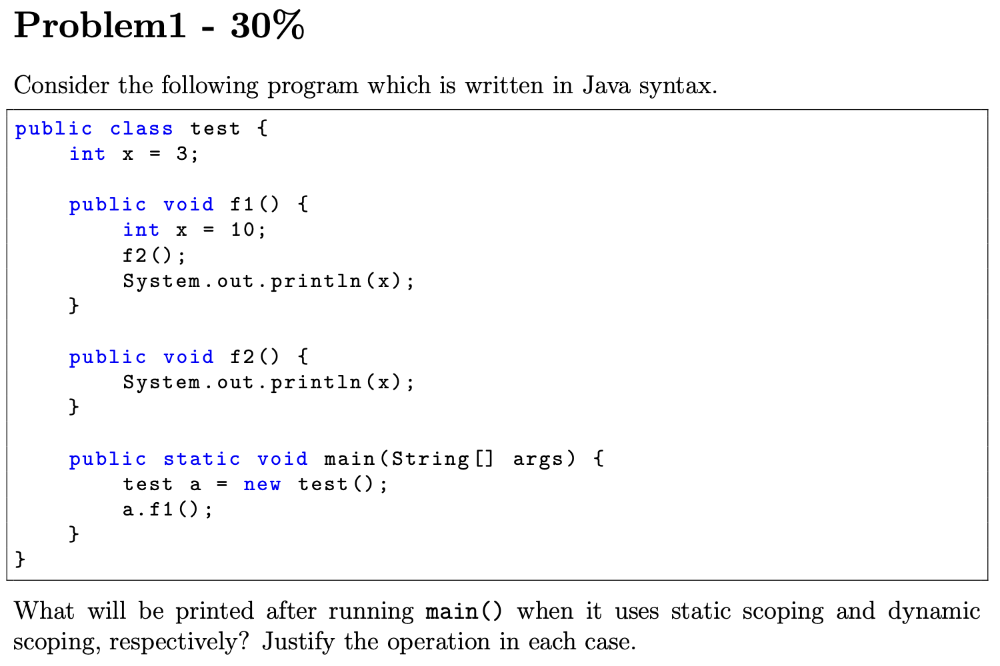 Problem1 - 30%
Consider the following program which is written in Java syntax.
public class test {
    int x = 3;

    public void f1() {
        int x = 10;
        f2();
        System.out.println(x);
    }

    public void f2() {
        System.out.println(x);
    }

    public static void main(String[] args) {
        test a = new test();
        a.f1();
    }
}
What will be printed after running main() when it uses static scoping and dynamic
scoping, respectively? Justify the operation in each case.